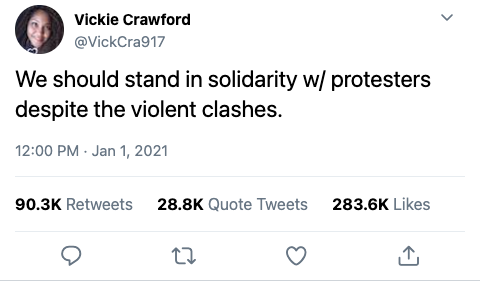 Vickie Crawford
@VickCra917
We should stand in solidarity w/ protesters
despite the violent clashes.
12:00 PM · Jan 1, 2021
90.3K Retweets 28.8K Quote Tweets 283.6K Likes